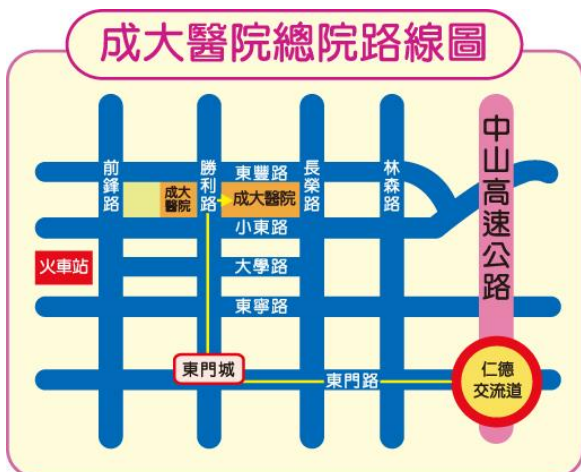 成大醫院總院路線圖
前鋒路
勝利路
長榮路
林森路
中山高速公路
東豐路
成大
醫院
成大醫院
小東路
火車站
大學路
東寧路
東門城
東門路
仁德
交流道